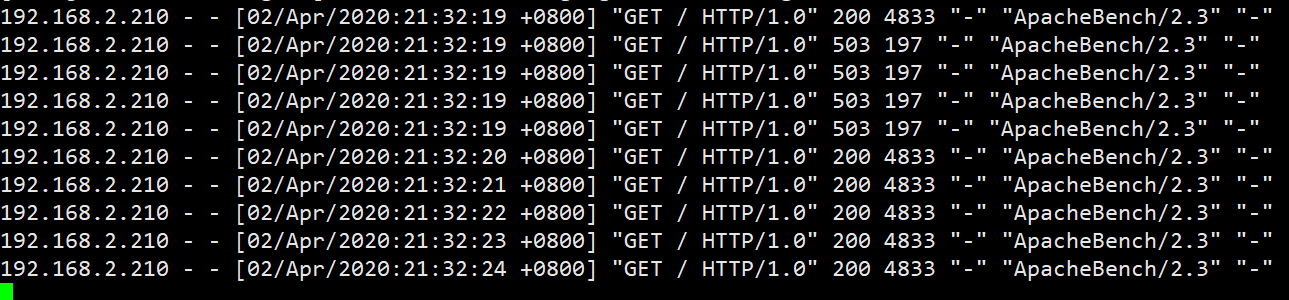 192.168.2.210 - - [02/Apr/2020:21:32:19 +0800] "GET / HTTP/1.0" 200 4833 "-" "ApacheBench/2.3" "-"
192.168.2.210 - - [02/Apr/2020:21:32:19 +0800] "GET / HTTP/1.0" 503 197 "-" "ApacheBench/2.3" "-"
192.168.2.210 - - [02/Apr/2020:21:32:19 +0800] "GET / HTTP/1.0" 503 197 "-" "ApacheBench/2.3" "-"
192.168.2.210 - - [02/Apr/2020:21:32:19 +0800] "GET / HTTP/1.0" 503 197 "-" "ApacheBench/2.3" "-"
192.168.2.210 - - [02/Apr/2020:21:32:19 +0800] "GET / HTTP/1.0" 503 197 "-" "ApacheBench/2.3" "-"
192.168.2.210 - - [02/Apr/2020:21:32:20 +0800] "GET / HTTP/1.0" 200 4833 "-" "ApacheBench/2.3" "-"
192.168.2.210 - - [02/Apr/2020:21:32:21 +0800] "GET / HTTP/1.0" 200 4833 "-" "ApacheBench/2.3" "-"
192.168.2.210 - - [02/Apr/2020:21:32:22 +0800] "GET / HTTP/1.0" 200 4833 "-" "ApacheBench/2.3" "-"
192.168.2.210 - - [02/Apr/2020:21:32:23 +0800] "GET / HTTP/1.0" 200 4833 "-" "ApacheBench/2.3" "-"
192.168.2.210 - - [02/Apr/2020:21:32:24 +0800] "GET / HTTP/1.0" 200 4833 "-" "ApacheBench/2.3" "-"